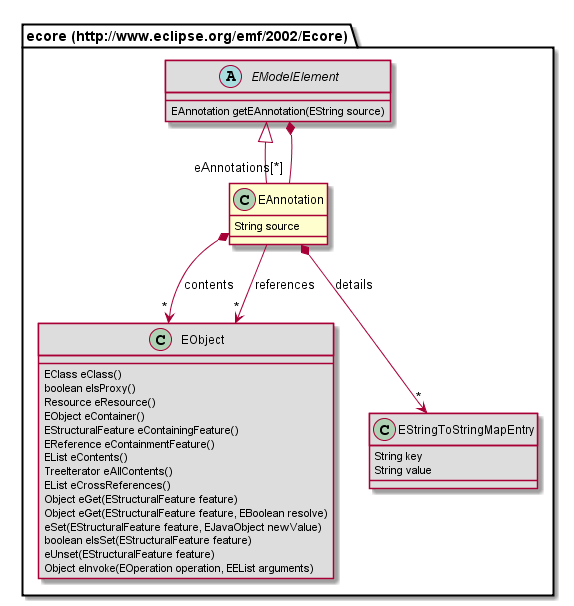 ecore (http://www.eclipse.org/emf/2002/Ecore)
A EModelElement
EAnnotation getEAnnotation(EString source)
eAnnotations[*]
C EAnnotation
String source
contents
references
details
*
*
*
C EObject
EClass eClass()
boolean eIsProxy()
Resource eResource()
EObject eContainer()
EStructuralFeature eContainingFeature()
EReference eContainmentFeature()
EList eContents()
TreeIterator eAllContents()
EList eCrossReferences()
Object eGet(EStructuralFeature feature)
Object eGet(EStructuralFeature feature, EBoolean resolve)
eSet(EStructuralFeature feature, EJavaObject newValue)
boolean eIsSet(EStructuralFeature feature)
eUnset(EStructuralFeature feature)
Object eInvoke(EOperation operation, EEList arguments)
C EStringToStringMapEntry
String key
String value